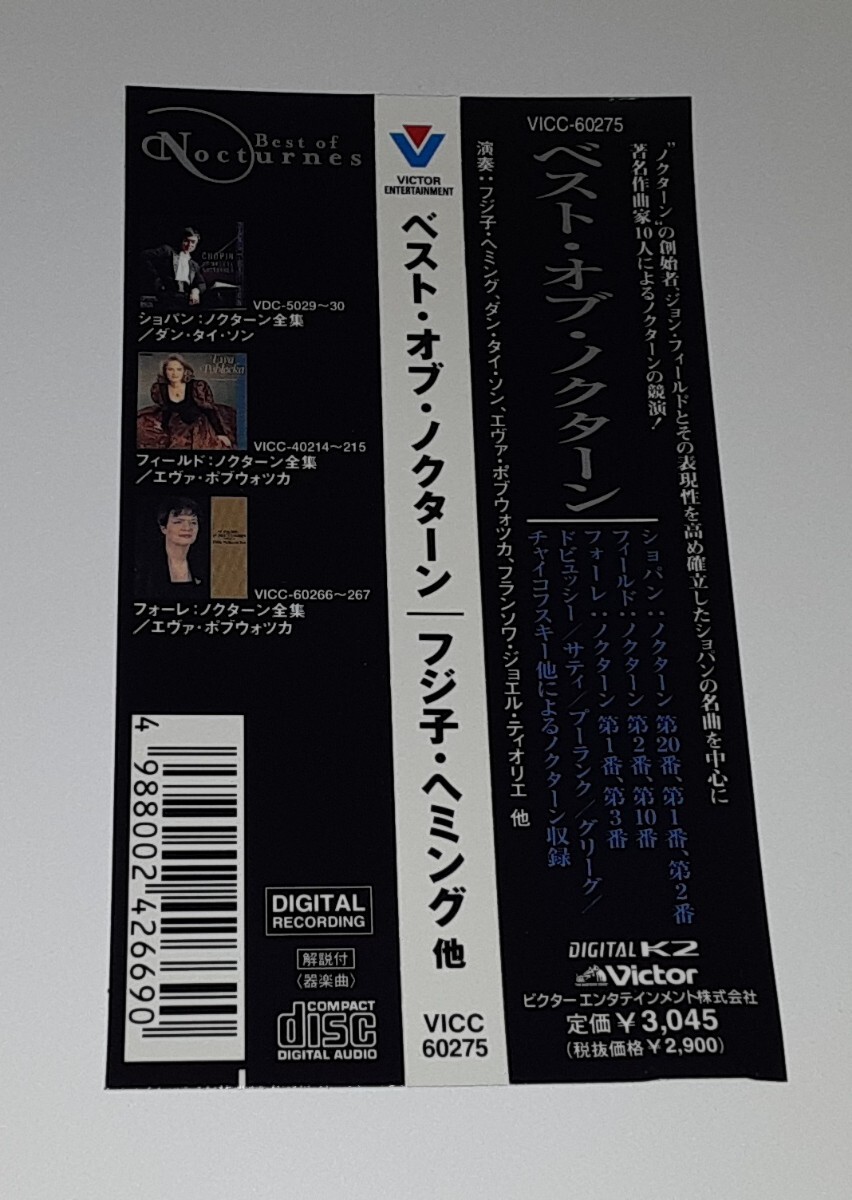 Best of
Nocturnes
CHOPIN
VDC-5029〜30
ショパン:ノクターン全集
/ダン・タイ・ソン
Ewa
Pobłocka
VICC-40214〜215
フィールド:ノクターン全集
/エヴァ・ポブウォツカ
VICC-60266〜267
フォーレ:ノクターン全集
/エヴァ・ポブウォツカ
4 988002 426690
DIGITAL
RECORDING
解説付
〈器楽曲〉
COMPACT
disc
DIGITAL AUDIO
VICTOR
ENTERTAINMENT
ベスト・オブ・ノクターン│フジ子・ヘミング 他
VICC
60275
VICC-60275
"ノクターン"の創始者、ジョン・フィールドとその表現性を高め確立したショパンの名曲を中心に
著名作曲家10人によるノクターンの競演!
ベスト・オブ・ノクターン
ショパン:ノクターン 第20番、第1番、第2番
フィールド:ノクターン 第2番、第10番
フォーレ:ノクターン 第1番、第3番
ドビュッシー/サティ/プーランク/グリーグ/
チャイコフスキー他によるノクターン収録
演奏:フジ子・ヘミング、ダン・タイ・ソン、エヴァ・ポブウォツカ、フランソワ・ジョエル・ティオリエ 他
DIGITAL K2
Victor
ビクターエンタテインメント株式会社
定価¥3,045
(税抜価格¥2,900)